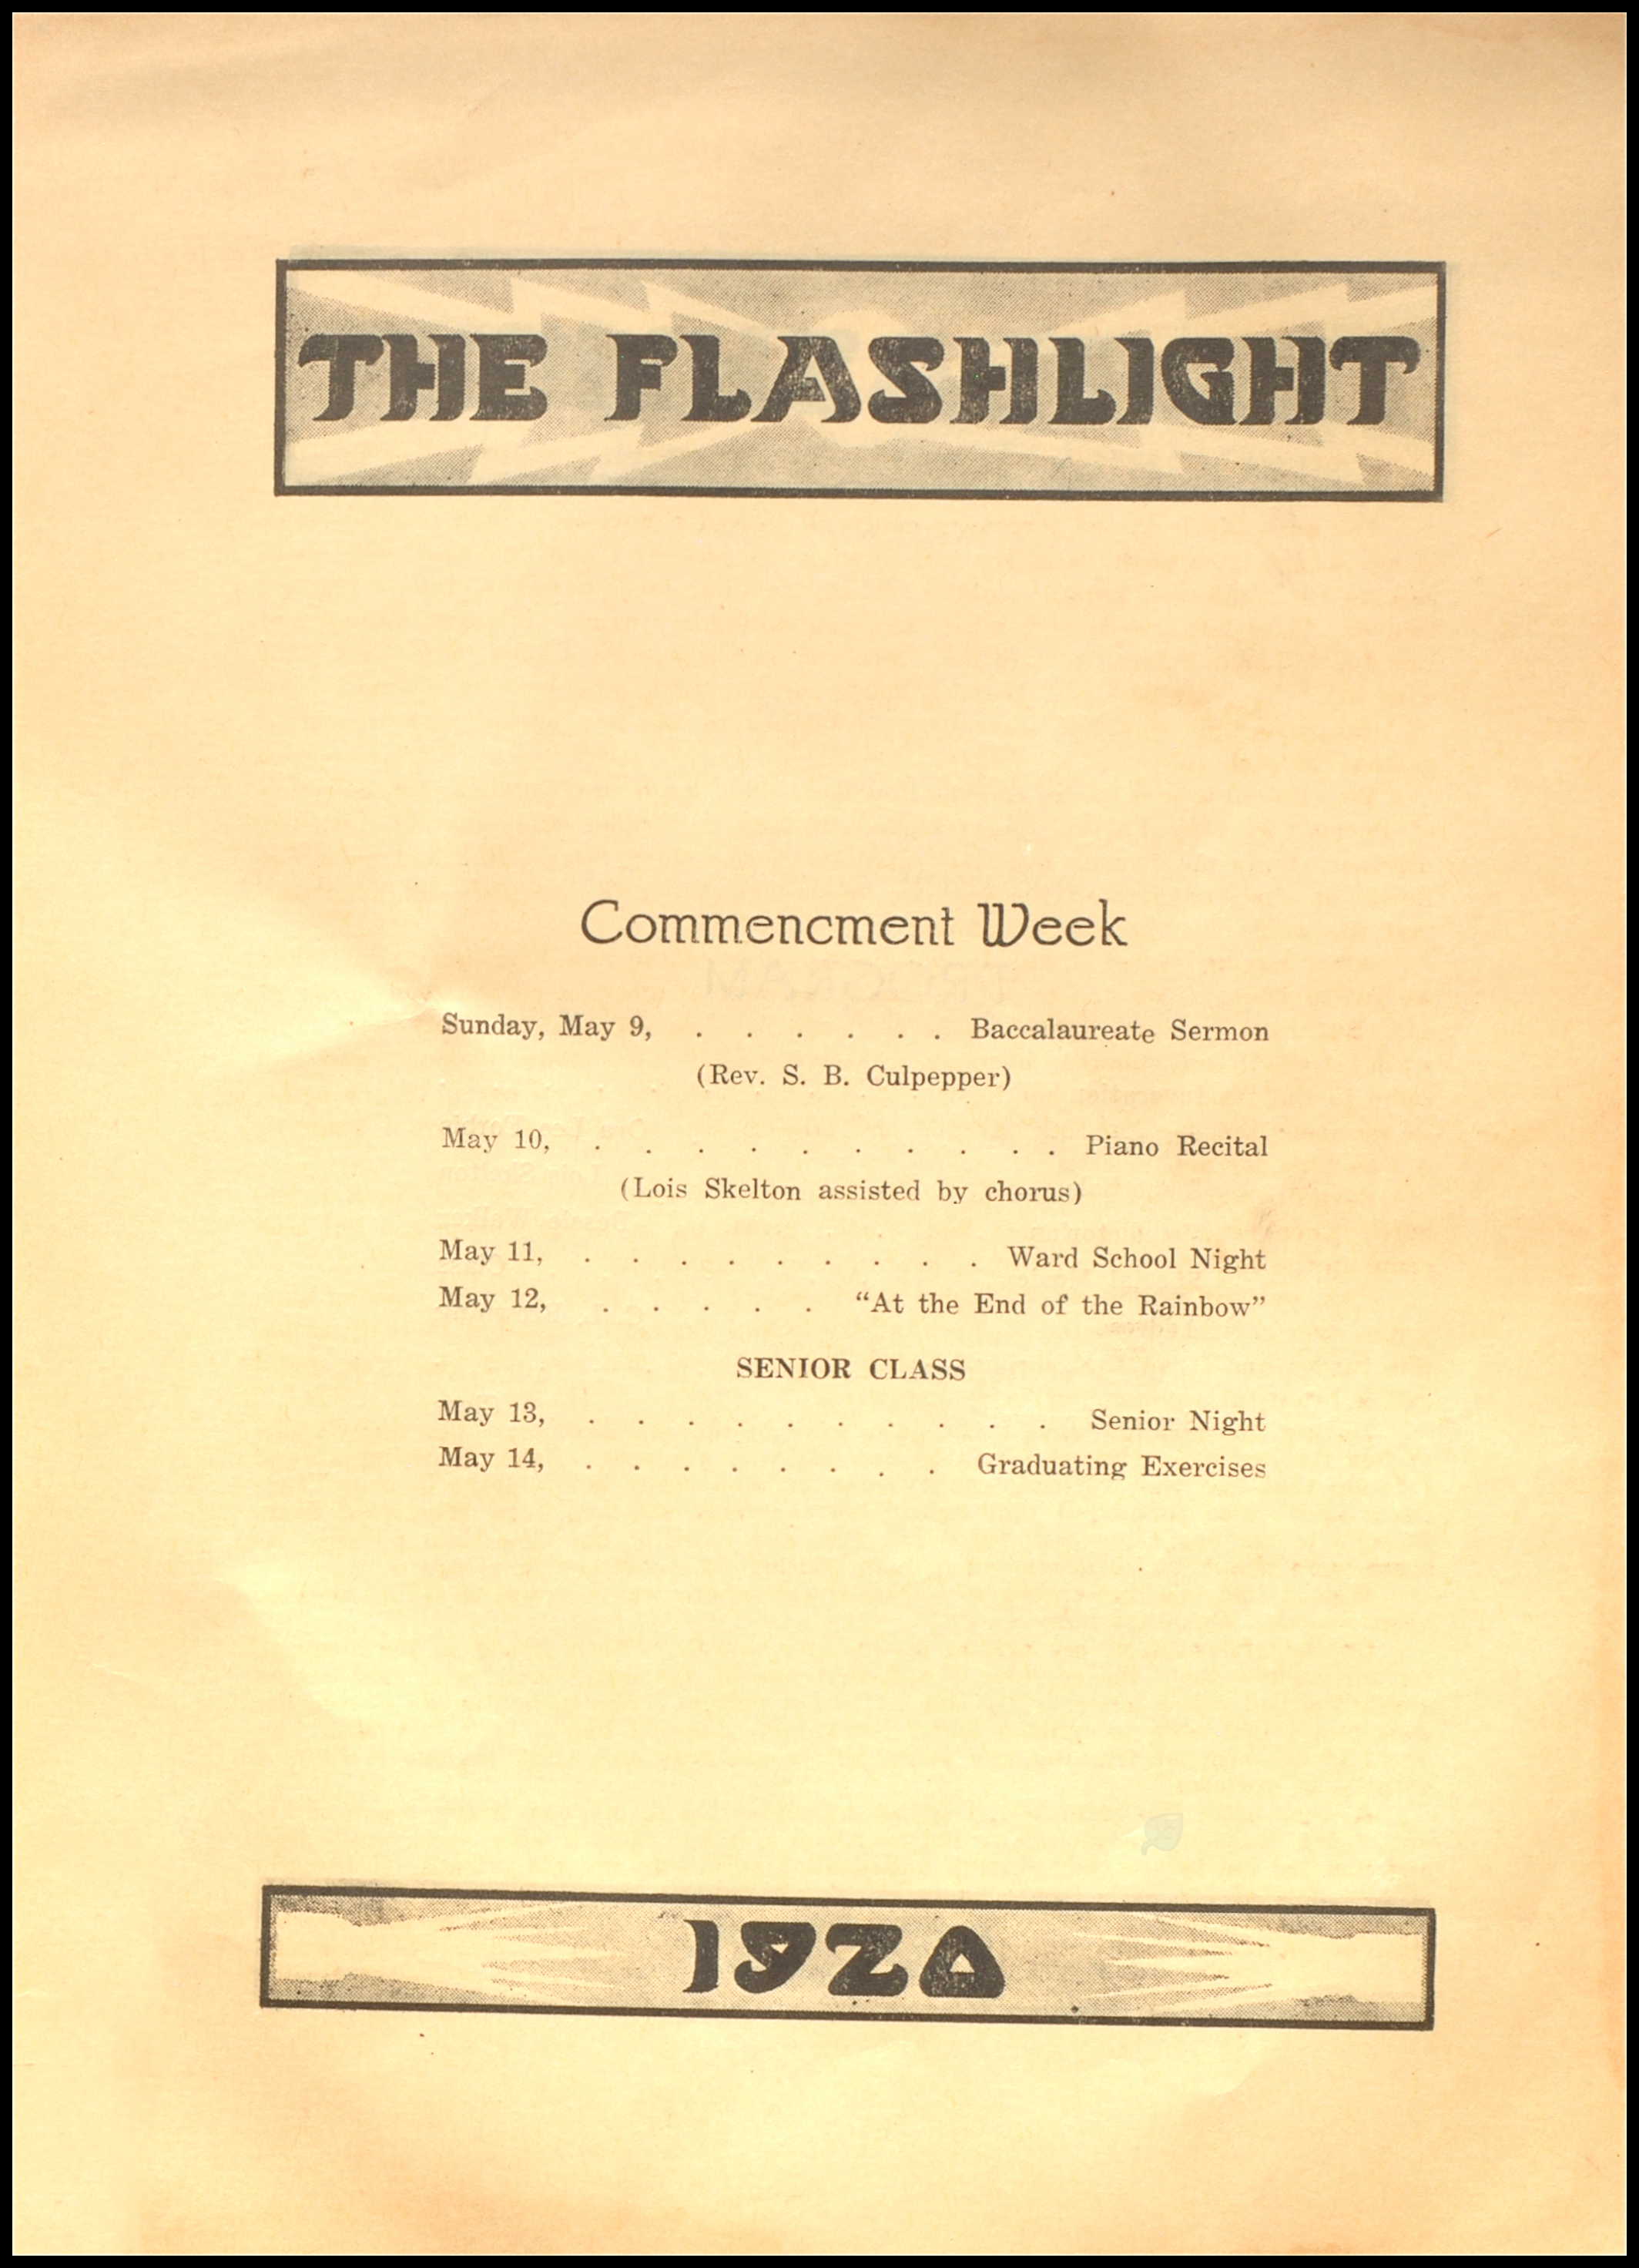 THE FLASHLIGHT
Commencment Week
Sunday, May 9, . . . . . . Baccalaureate Sermon
(Rev. S. B. Culpepper)
May 10, . . . . . . . . . . Piano Recital
(Lois Skelton assisted by chorus)
May 11, . . . . . . . . . Ward School Night
May 12, . . . . . “At the End of the Rainbow”
SENIOR CLASS
May 13, . . . . . . . . . . Senior Night
May 14, . . . . . . . . Graduating Exercises
1920